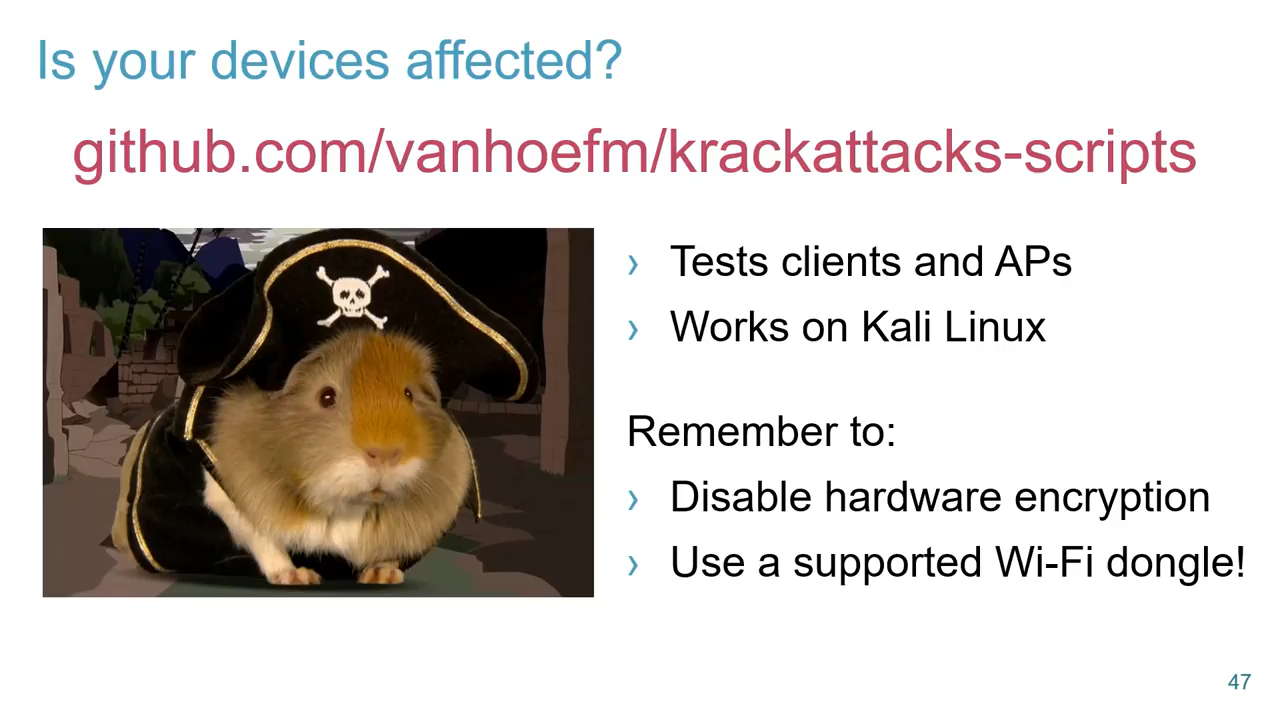 Is your devices affected?
github.com/vanhoefm/krackattacks-scripts
› Tests clients and APs
› Works on Kali Linux
Remember to:
› Disable hardware encryption
› Use a supported Wi-Fi dongle!
47